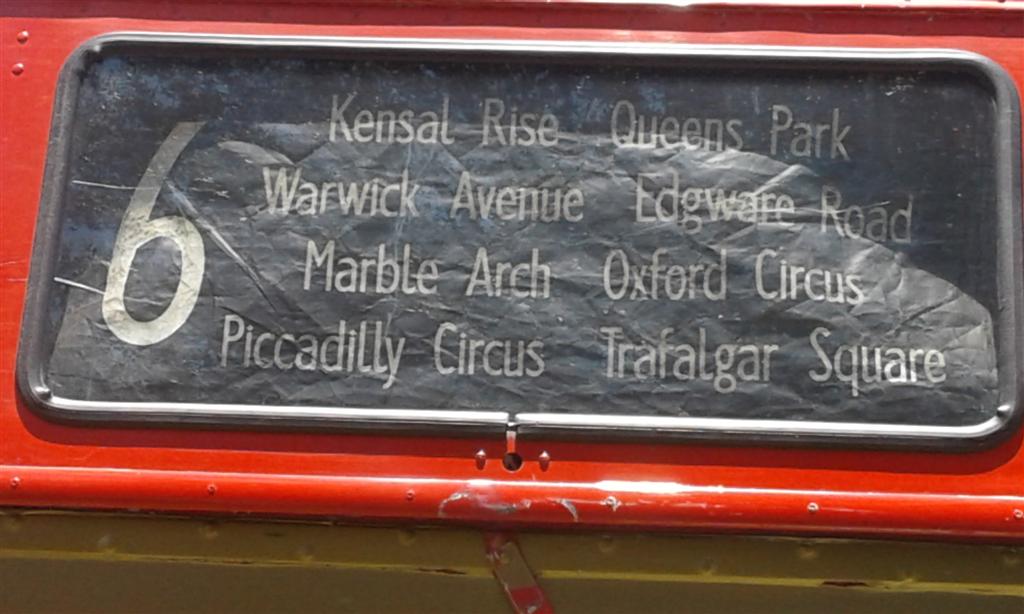 6
Kensal Rise Queens Park
Warwick Avenue Edgware Road
Marble Arch Oxford Circus
Piccadilly Circus Trafalgar Square